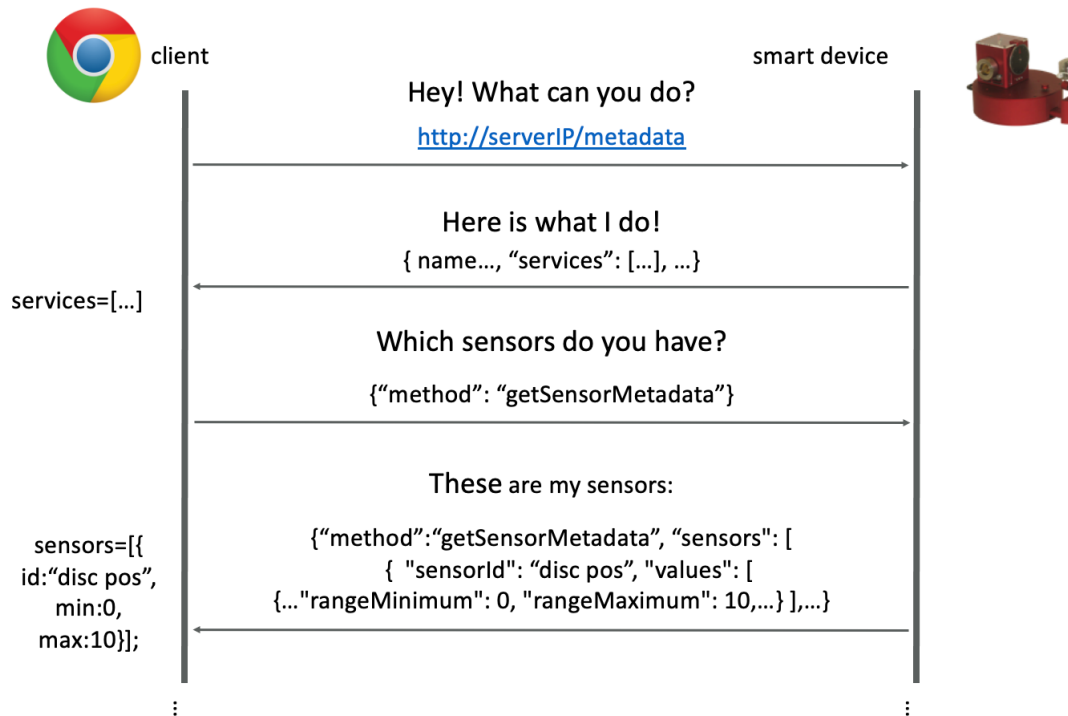 client
smart device
Hey! What can you do?
http://serverIP/metadata
Here is what I do!
{ name…, “services”: […], …}
services=[…]
Which sensors do you have?
{“method”: “getSensorMetadata”}
These are my sensors:
{“method”:“getSensorMetadata”, “sensors": [
{ "sensorId": “disc pos”, "values": [
{…"rangeMinimum": 0, "rangeMaximum": 10,…} ],…}
sensors=[{
id:“disc pos”,
min:0,
max:10}];
⋮
⋮